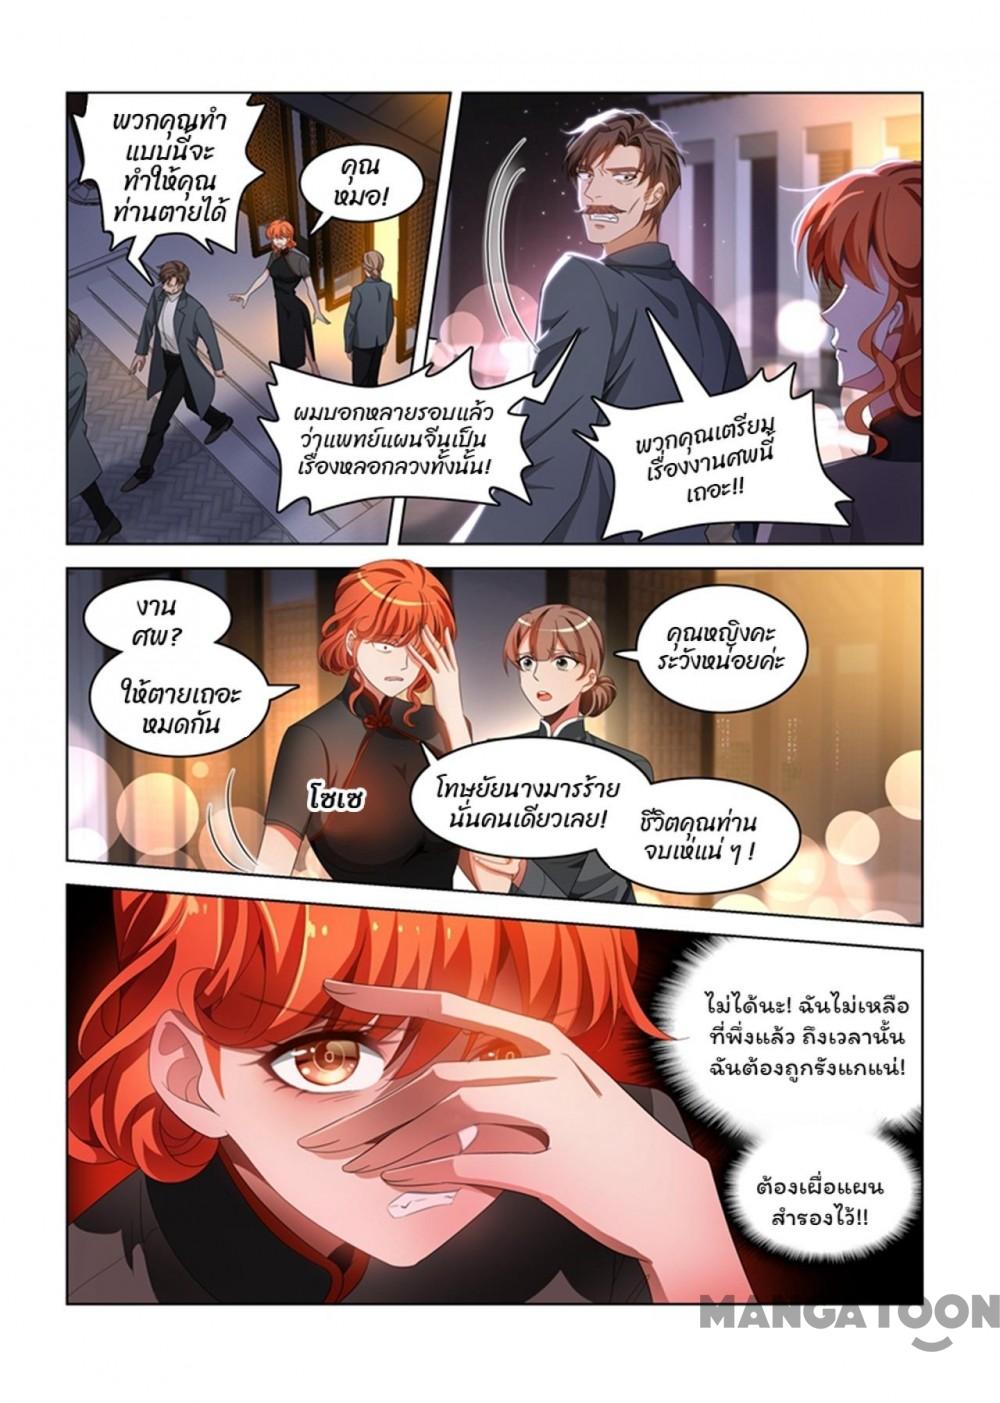 พวกคุณทำ
แบบนี้จะ
ทำให้คุณ
ท่านตายได้
คุณ
หมอ!
ผมบอกหลายรอบแล้ว
ว่าแพทย์แผนจีนเป็น
เรื่องหลอกลวงทั้งนั้น!
พวกคุณเตรียม
เรื่องงานศพนี้
เถอะ!!
งาน
ศพ?
ให้ตายเถอะ
หมดกัน
คุณหญิงคะ
ระวังหน่อยค่ะ
โซเซ
โทษยัยนางมารร้าย
นั่นคนเดียวเลย!
ชีวิตคุณท่าน
จบเห่แน่ ๆ !
ไม่ได้นะ! ฉันไม่เหลือ
ที่พึ่งแล้ว ถึงเวลานั้น
ฉันต้องถูกรังแกแน่!
ต้องเผื่อแผน
สำรองไว้!!
MANGATOON